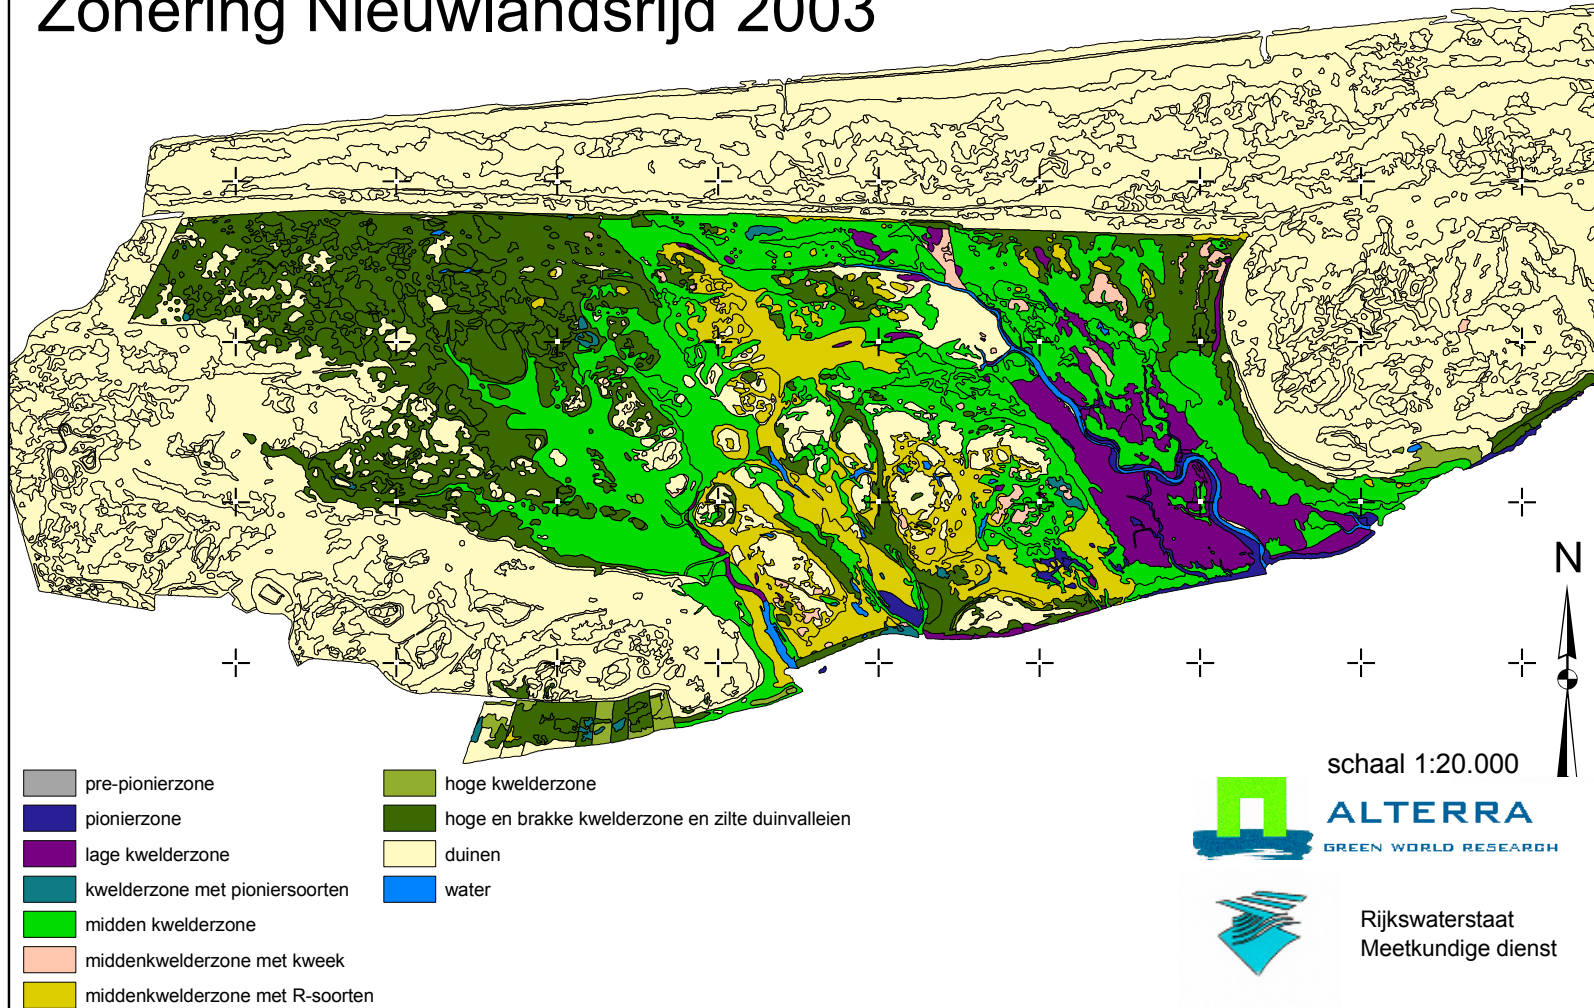 Zonering Nieuwlandsrijd 2003
N
schaal 1:20.000
pre-pionierzone
pionierzone
lage kwelderzone
kwelderzone met pioniersoorten
midden kwelderzone
middenkwelderzone met kweek
middenkwelderzone met R-soorten
hoge kwelderzone
hoge en brakke kwelderzone en zilte duinvalleien
duinen
water
ALTERRA
GREEN WORLD RESEARCH
Rijkswaterstaat
Meetkundige dienst